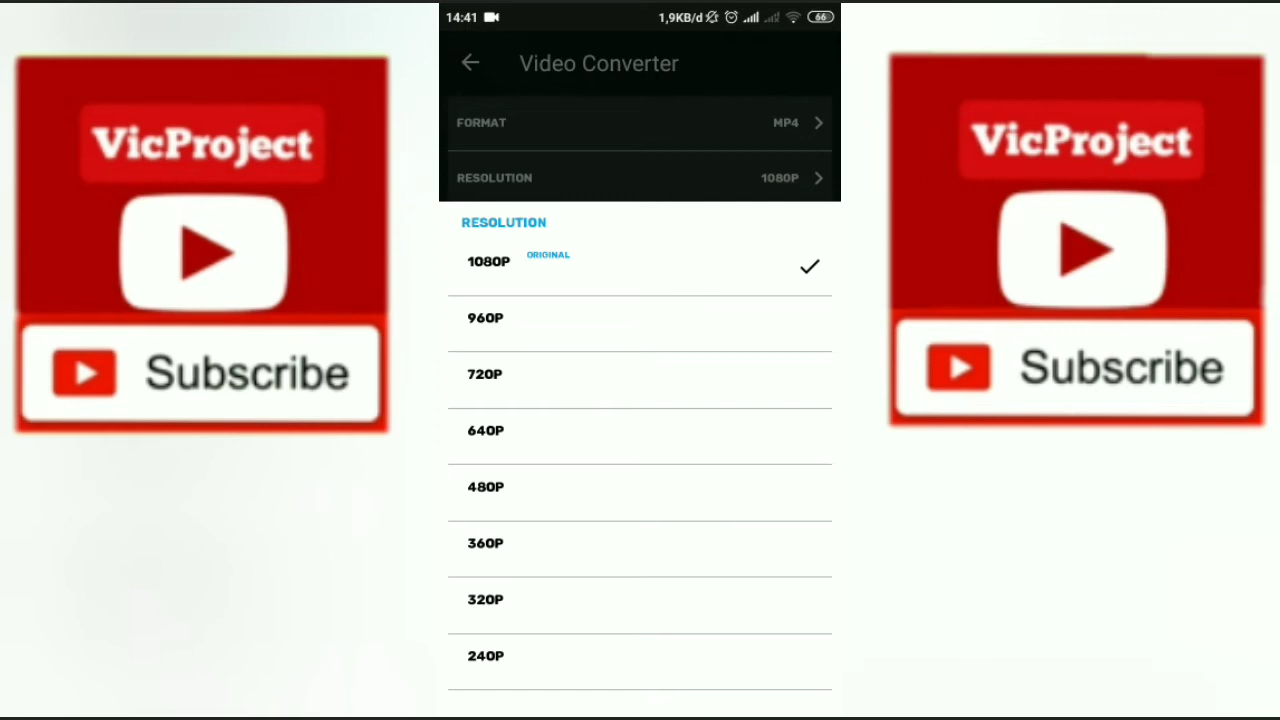 VicProject
Subscribe
14:41 1,9KB/d 66
Video Converter
FORMAT MP4
RESOLUTION 1080P
RESOLUTION
1080P ORIGINAL
960P
720P
640P
480P
360P
320P
240P
VicProject
Subscribe